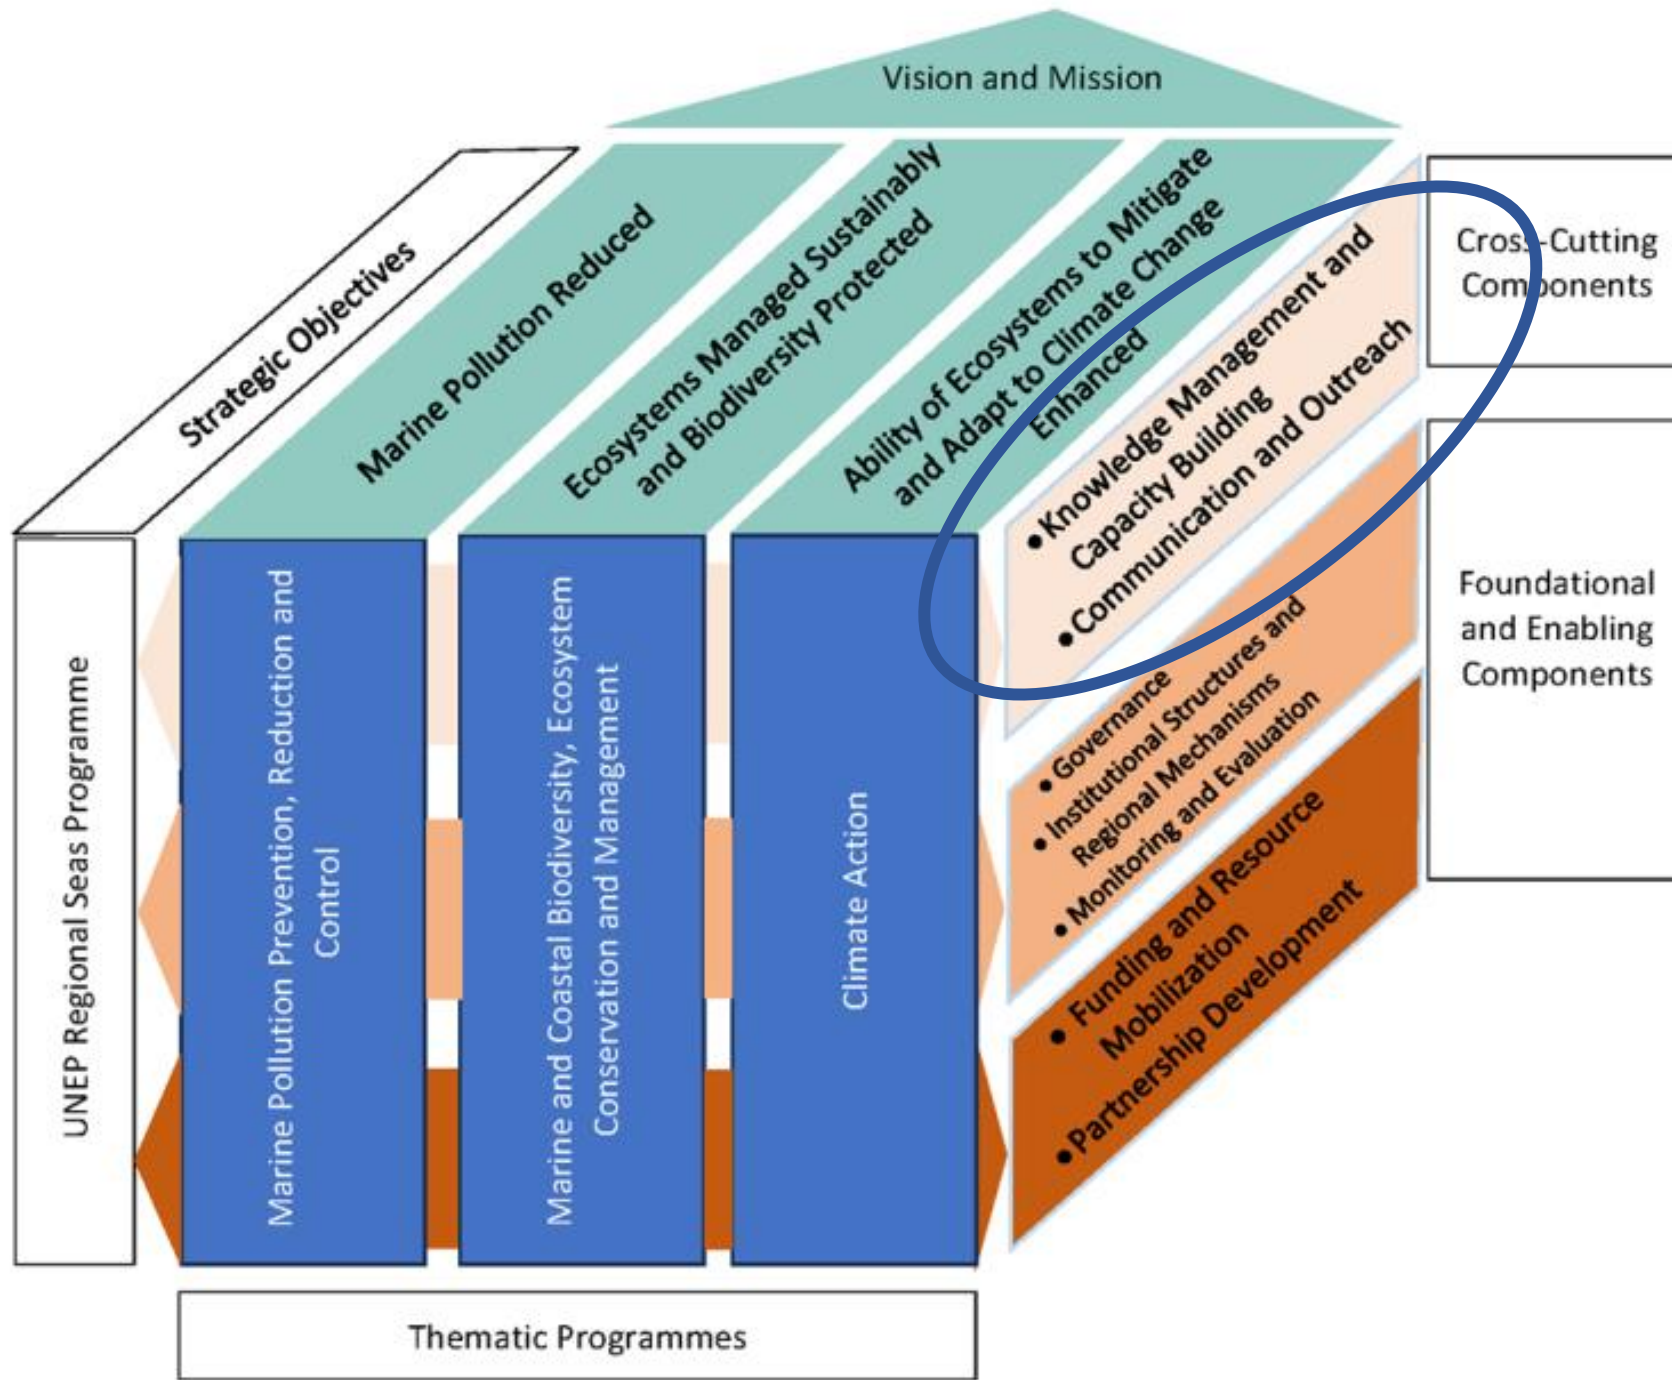 Vision and Mission
Strategic Objectives
Marine Pollution Reduced
Ecosystems Managed Sustainably
and Biodiversity Protected
Ability of Ecosystems to Mitigate
and Adapt to Climate Change
Enhanced
• Knowledge Management and
Capacity Building
• Communication and Outreach
Cross-Cutting
Components
• Governance
• Institutional Structures and
Regional Mechanisms
• Monitoring and Evaluation
• Funding and Resource
Mobilization
• Partnership Development
Foundational
and Enabling
Components
UNEP Regional Seas Programme
Marine Pollution Prevention, Reduction and
Control
Marine and Coastal Biodiversity, Ecosystem
Conservation and Management
Climate Action
Thematic Programmes